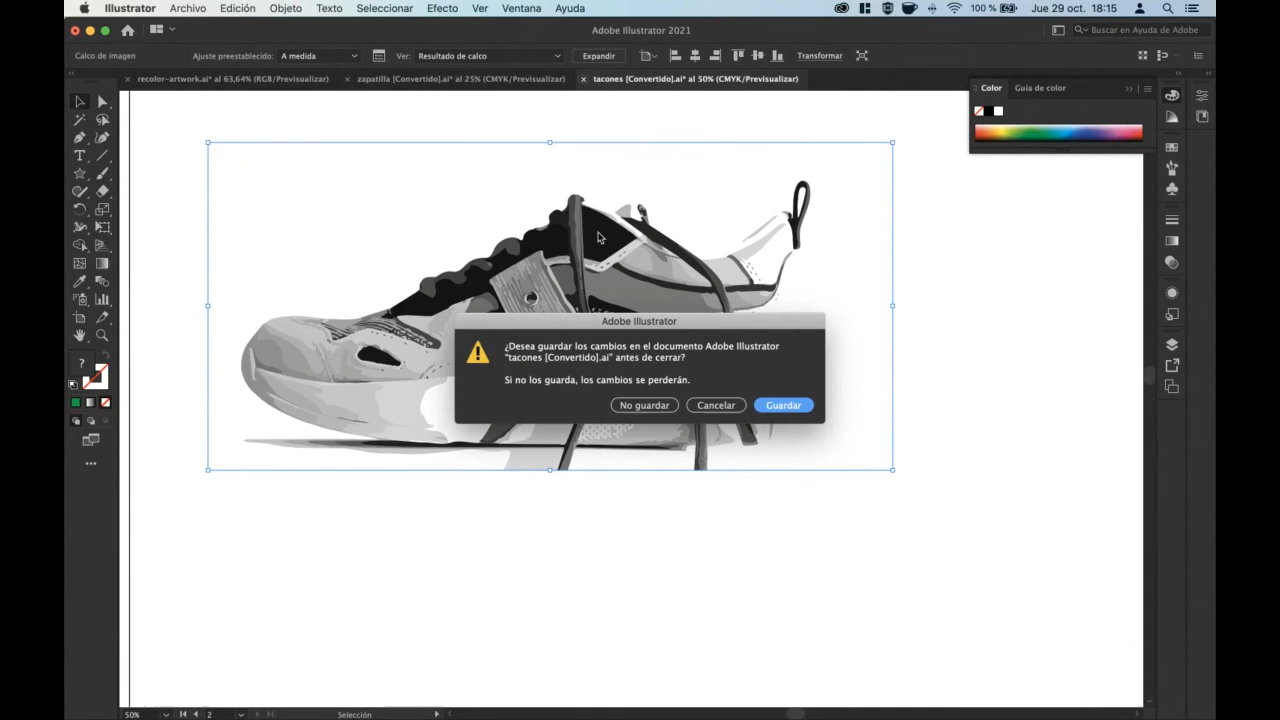 Illustrator Archivo Edición Objeto Texto Seleccionar Efecto Ver Ventana Ayuda 100 % Jue 29 oct. 18:15
Adobe Illustrator 2021 Buscar en Ayuda de Adobe
Calco de imagen Ajuste preestablecido: A medida Ver: Resultado de calco Expandir Transformar
recolor-artwork.ai* al 63,64% (RGB/Previsualizar) zapatilla [Convertido].ai* al 25% (CMYK/Previsualizar) tacones [Convertido].ai* al 50% (CMYK/Previsualizar)
Color Guía de color
Adobe Illustrator
¿Desea guardar los cambios en el documento Adobe Illustrator
“tacones [Convertido].ai” antes de cerrar?
Si no los guarda, los cambios se perderán.
No guardar Cancelar Guardar
?
50% 2 Selección